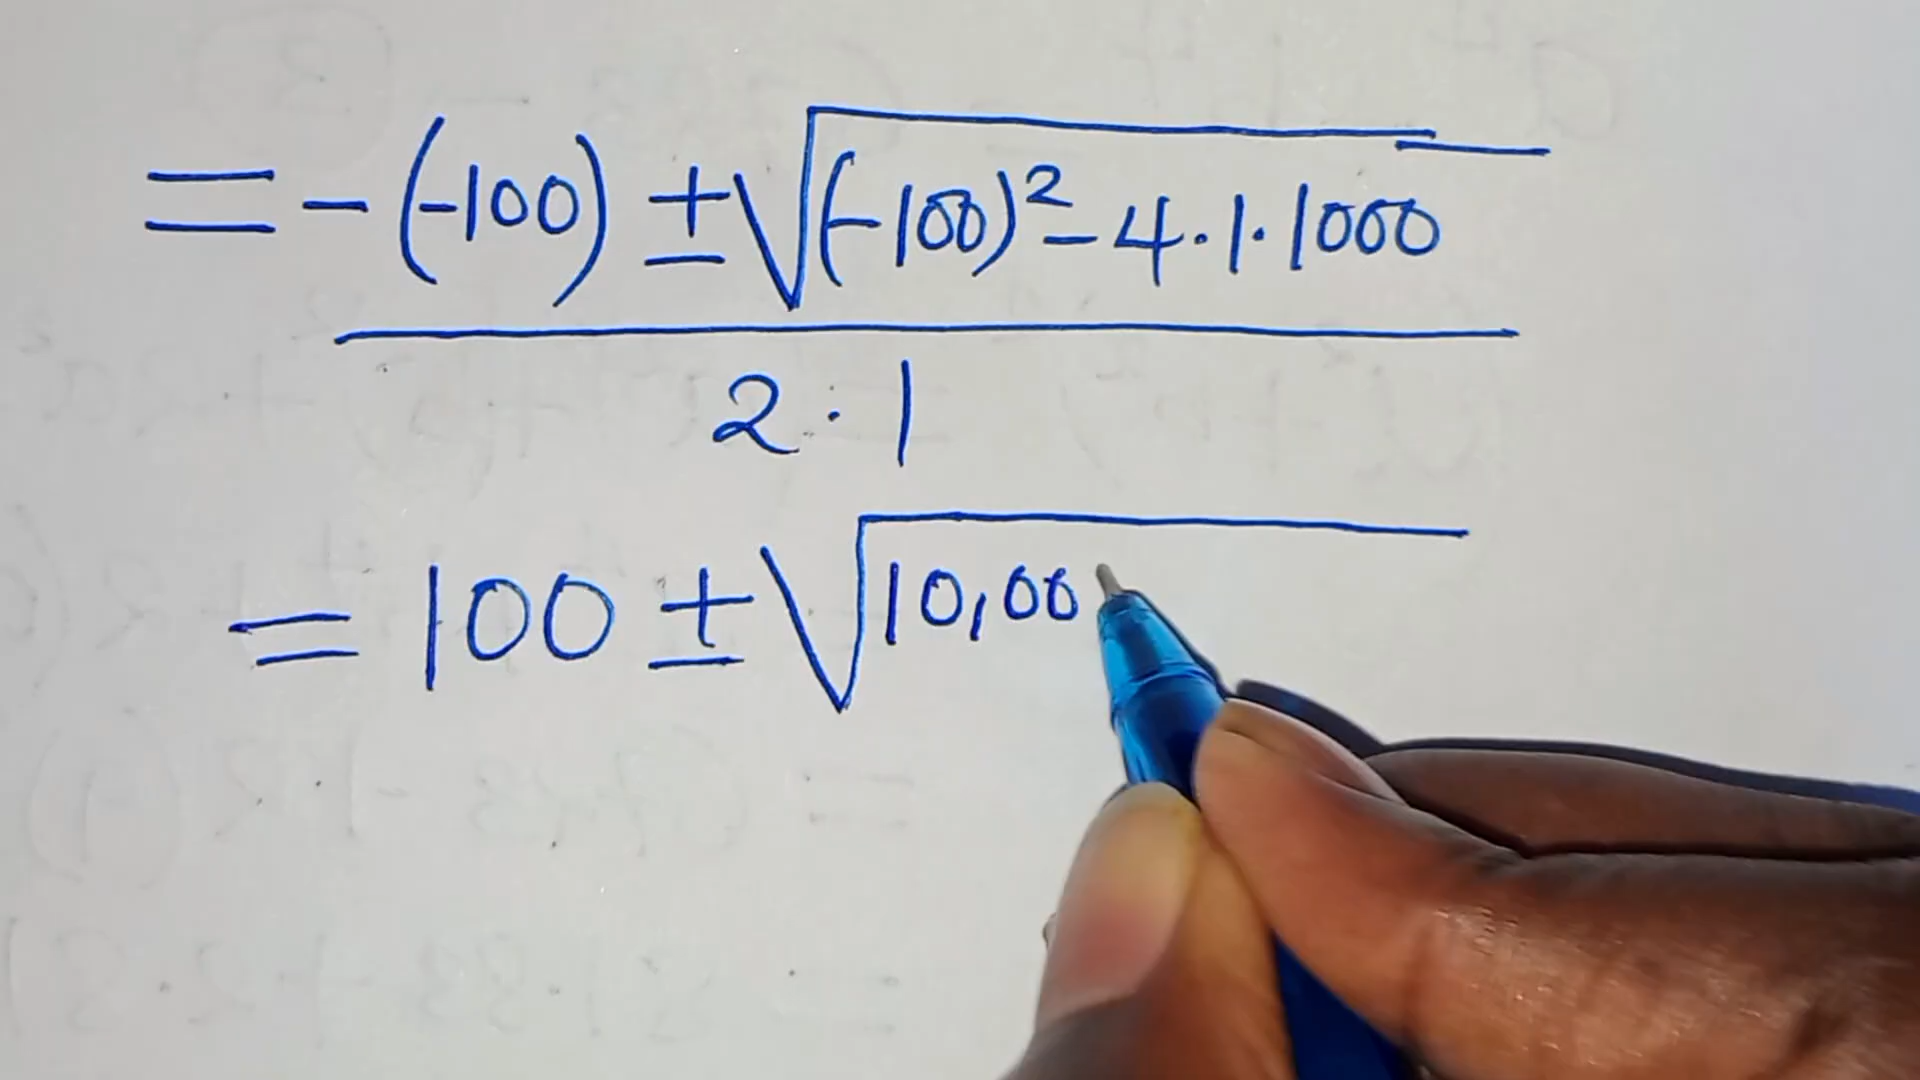 = -(-100) ± √(-100)² - 4.1.1000
2.1
= 100 ± √10,00